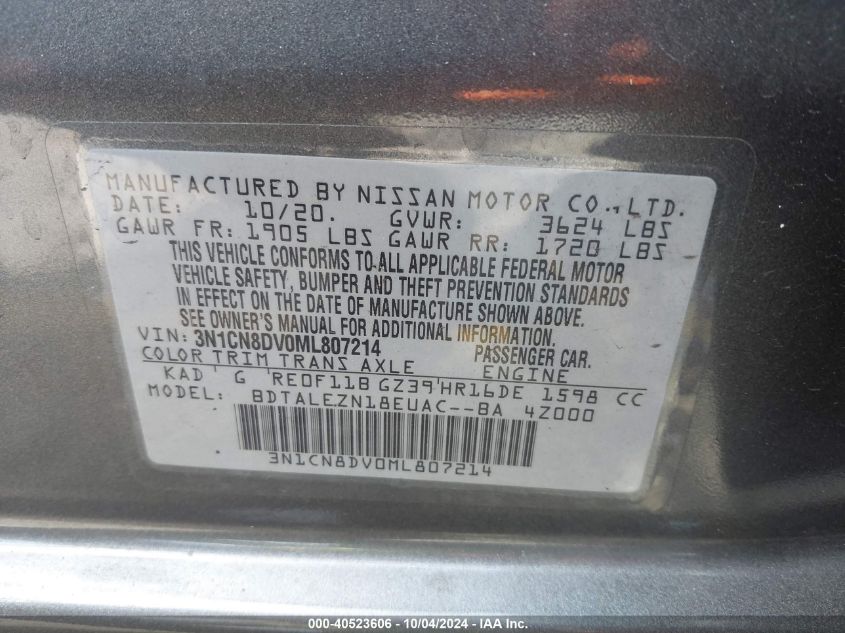 MANUFACTURED BY NISSAN MOTOR CO., LTD.
DATE: 10/20. GVWR: 3624 LBS
GAWR FR: 1905 LBS GAWR RR: 1720 LBS
THIS VEHICLE CONFORMS TO ALL APPLICABLE FEDERAL MOTOR
VEHICLE SAFETY, BUMPER AND THEFT PREVENTION STANDARDS
IN EFFECT ON THE DATE OF MANUFACTURE SHOWN ABOVE.
SEE OWNER'S MANUAL FOR ADDITIONAL INFORMATION.
VIN: 3N1CN8DV0ML807214 PASSENGER CAR.
COLOR TRIM TRANS AXLE ENGINE
KAD G RE0F11B GZ39 HR16DE 1598 CC
MODEL: BDTALEZN18EUAC--BA 4Z000
3N1CN8DV0ML807214
000-40523606 - 10/04/2024 - IAA Inc.